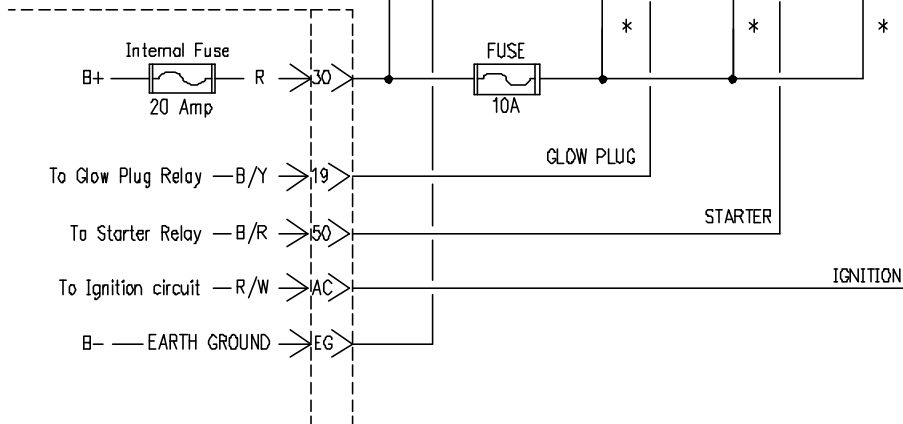 * * *
Internal Fuse FUSE
B+ R 30
20 Amp 10A
GLOW PLUG
To Glow Plug Relay B/Y 19
STARTER
To Starter Relay B/R 50
IGNITION
To Ignition circuit R/W AC
B- EARTH GROUND EG